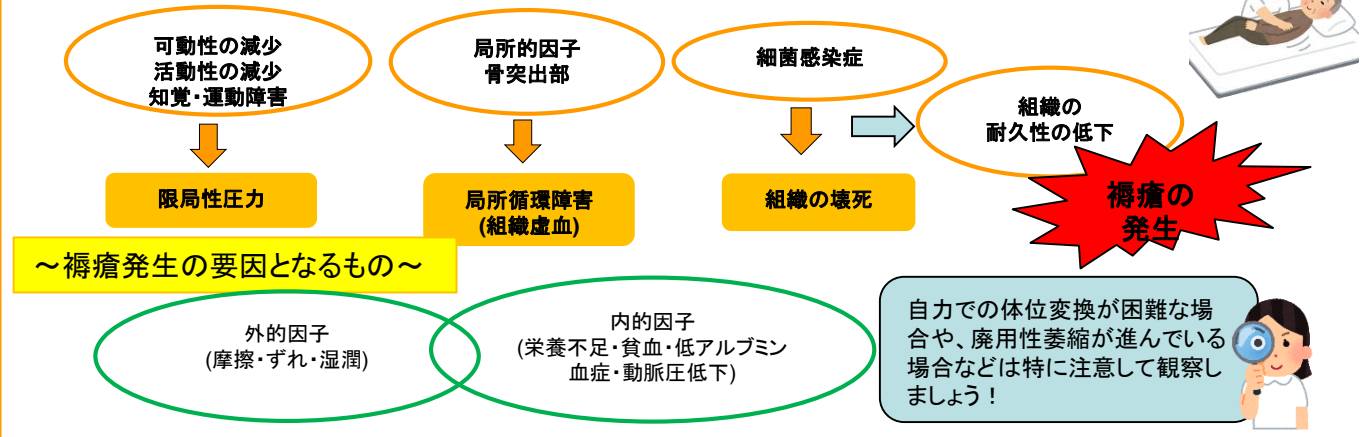 可動性の減少
活動性の減少
知覚・運動障害
局所的因子
骨突出部
細菌感染症
組織の
耐久性の低下
限局性圧力
局所循環障害
(組織虚血)
組織の壊死
褥瘡の
発生
～褥瘡発生の要因となるもの～
外的因子
(摩擦・ずれ・湿潤)
内的因子
(栄養不足・貧血・低アルブミン
血症・動脈圧低下)
自力での体位変換が困難な場
合や、廃用性萎縮が進んでいる
場合などは特に注意して観察し
ましょう！